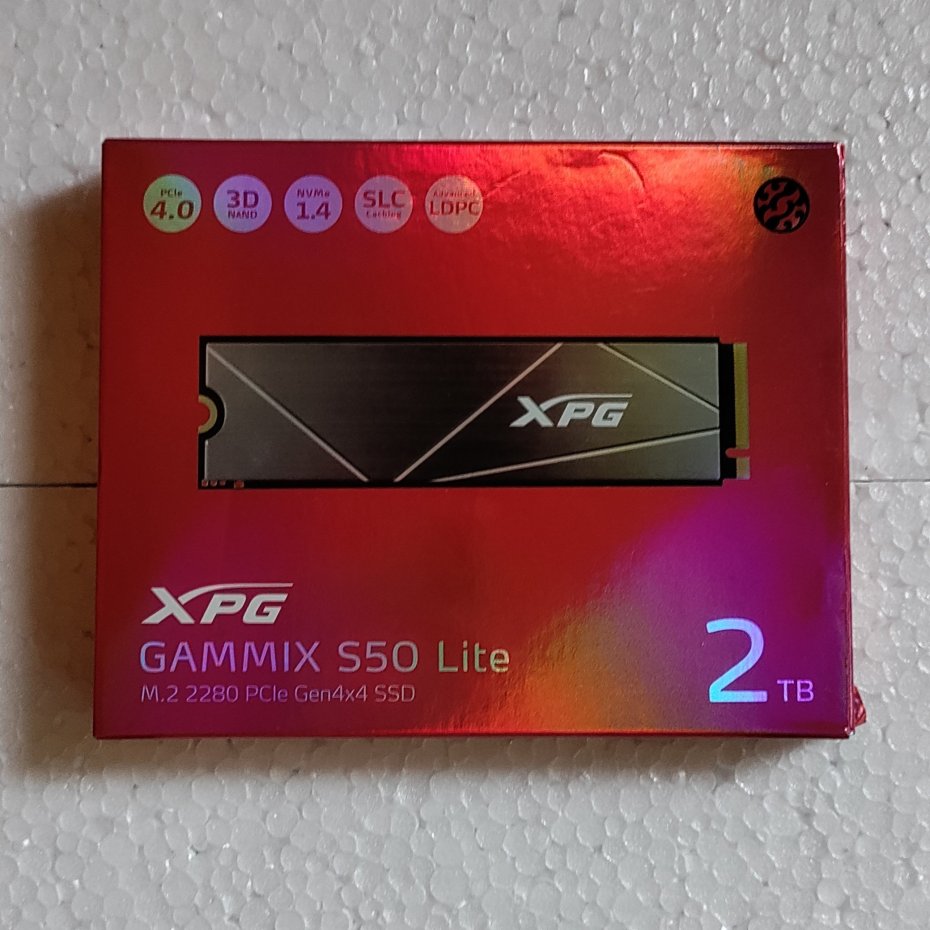 PCIe
4.0
3D
NAND
NVMe
1.4
SLC
Caching
Advanced
LDPC
XPG
XPG
GAMMIX S50 Lite
M.2 2280 PCIe Gen4x4 SSD
2 TB